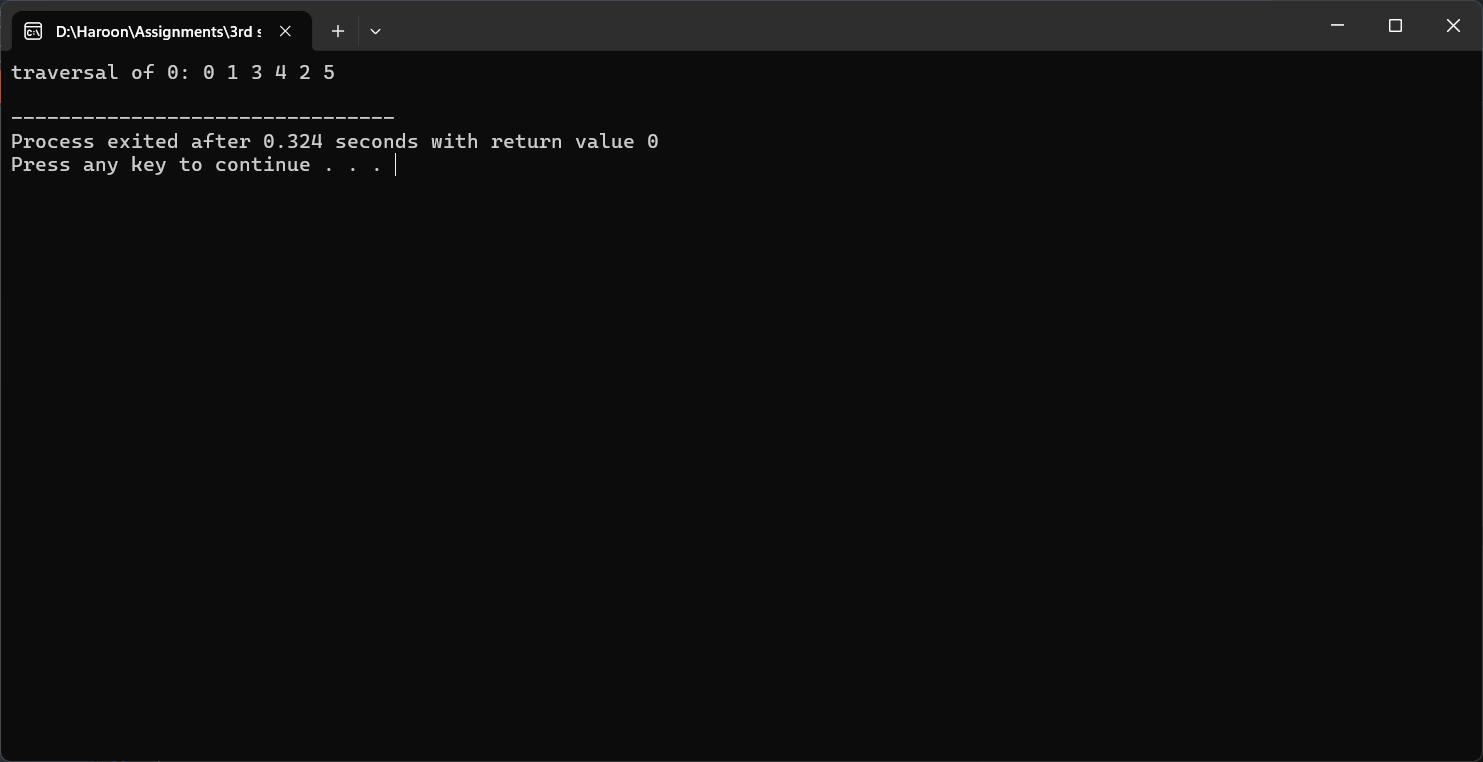 D:\Haroon\Assignments\3rd s
traversal of 0: 0 1 3 4 2 5
--------------------------------
Process exited after 0.324 seconds with return value 0
Press any key to continue . . .